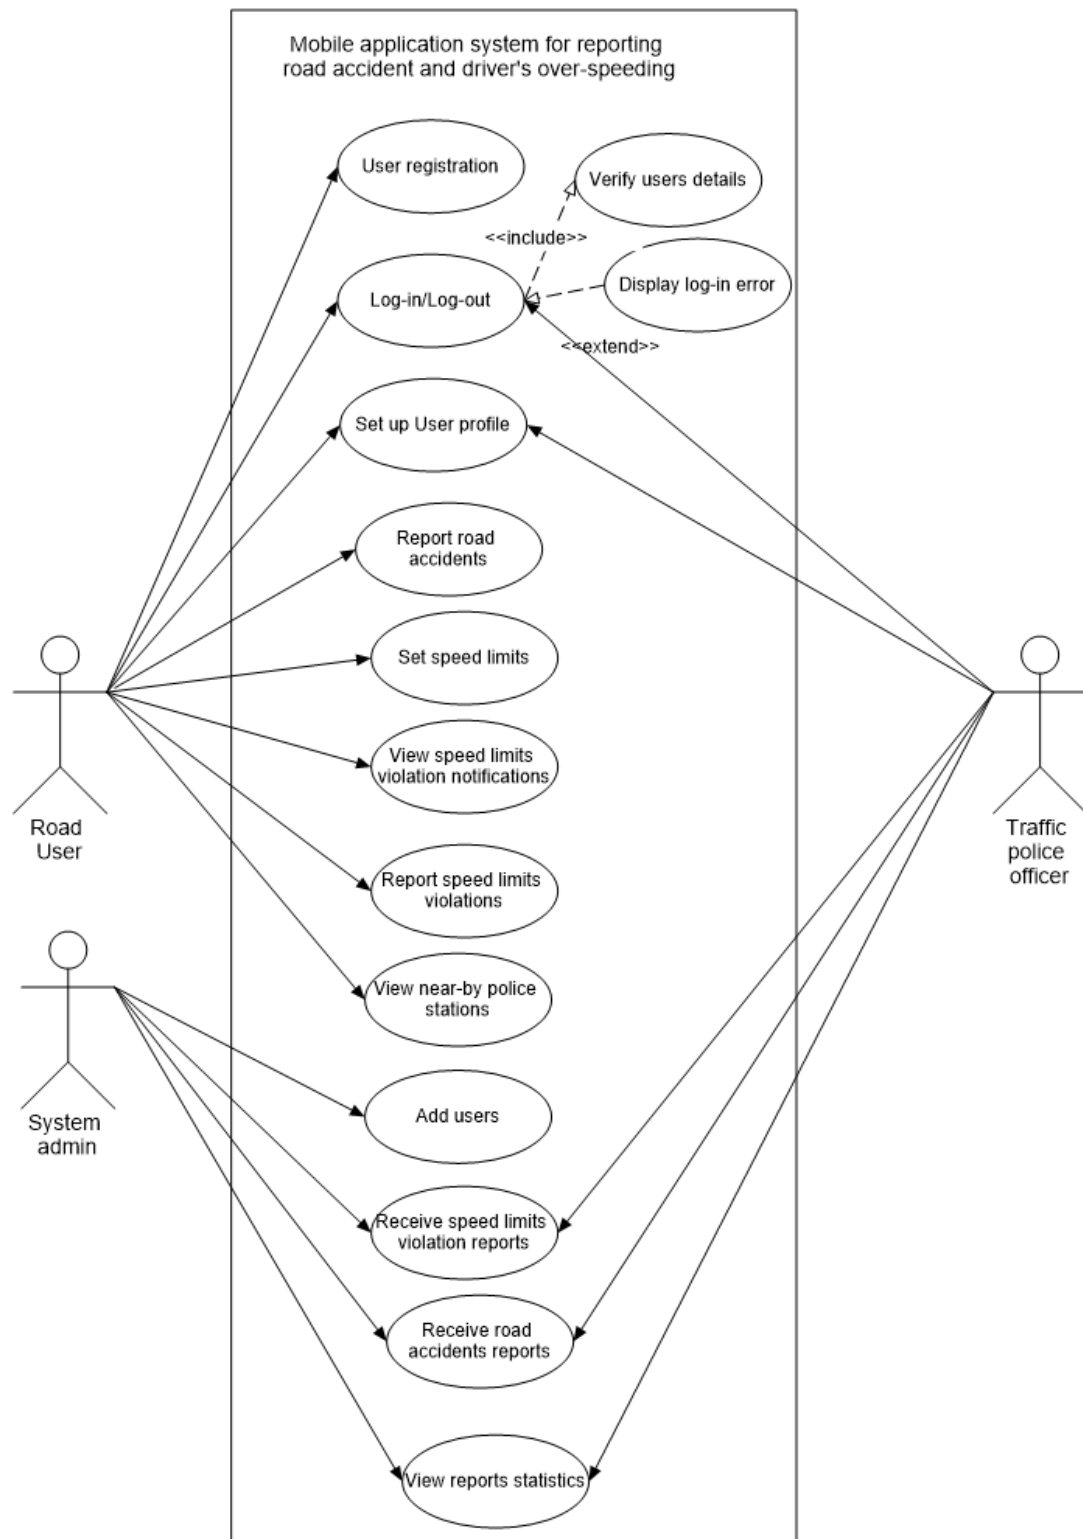 Mobile application system for reporting
road accident and driver's over-speeding
User registration
Verify users details
<<include>>
Display log-in error
Log-in/Log-out
<<extend>>
Set up User profile
Report road
accidents
Set speed limits
View speed limits
violation notifications
Road
User
Traffic
police
officer
Report speed limits
violations
View near-by police
stations
System
admin
Add users
Receive speed limits
violation reports
Receive road
accidents reports
View reports statistics